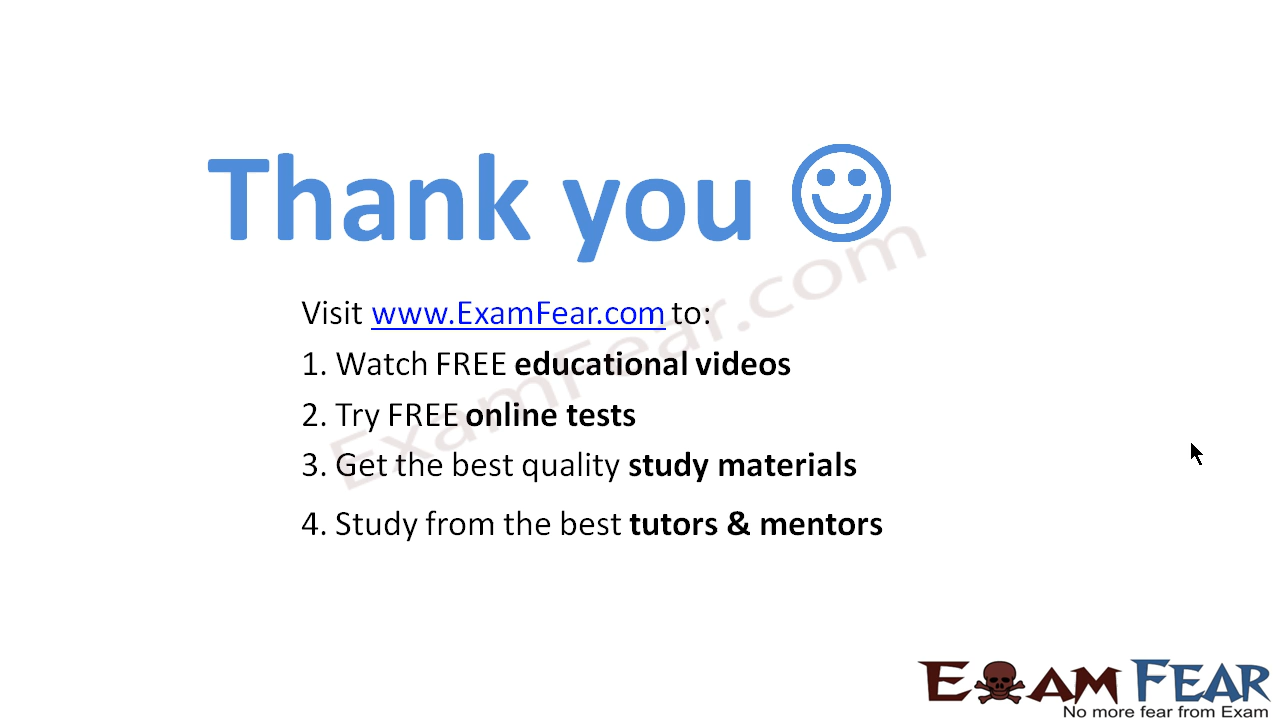 Thank you
Visit www.ExamFear.com to:
1. Watch FREE educational videos
2. Try FREE online tests
3. Get the best quality study materials
4. Study from the best tutors & mentors
ExamFear.com
EXAM FEAR
No more fear from Exam